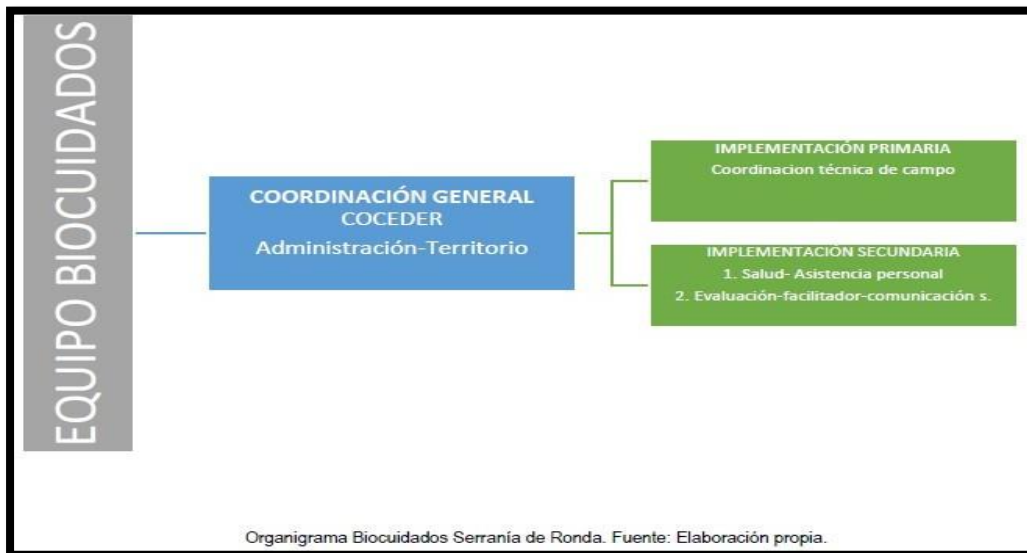 EQUIPO BIOCUIDADOS
COORDINACIÓN GENERAL
COCEDER
Administración-Territorio
IMPLEMENTACIÓN PRIMARIA
Coordinacion técnica de campo
IMPLEMENTACIÓN SECUNDARIA
1. Salud- Asistencia personal
2. Evaluación-facilitador-comunicación s.
Organigrama Biocuidados Serranía de Ronda. Fuente: Elaboración propia.